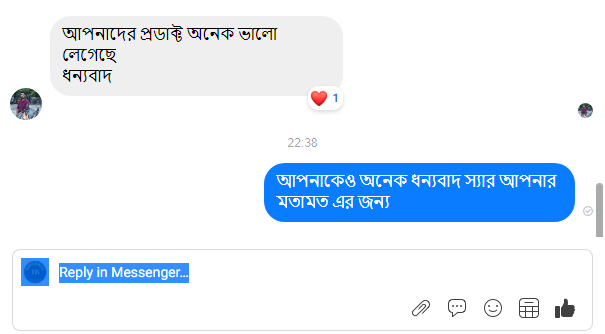 আপনাদের প্রডাক্ট অনেক ভালো
লেগেছে
ধন্যবাদ
1
22:38
আপনাকেও অনেক ধন্যবাদ স্যার আপনার
মতামত এর জন্য
Reply in Messenger...